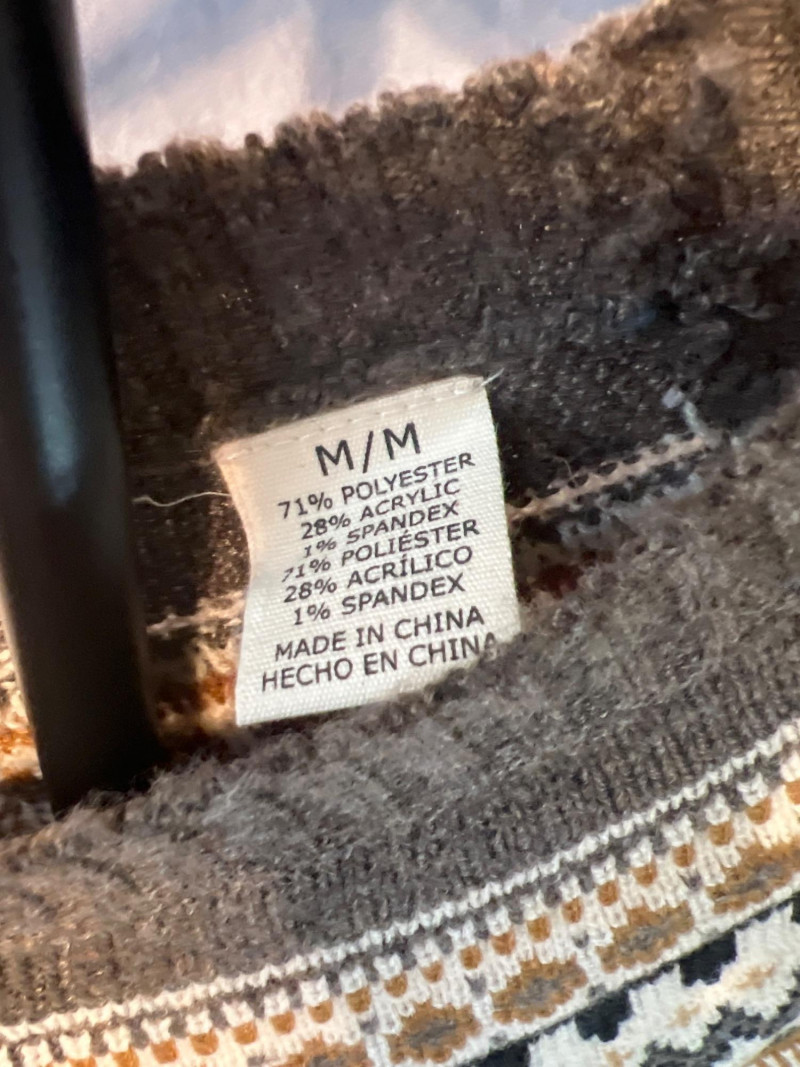 M/M
71% POLYESTER
28% ACRYLIC
1% SPANDEX
71% POLIÉSTER
28% ACRÍLICO
1% SPANDEX
MADE IN CHINA
HECHO EN CHINA